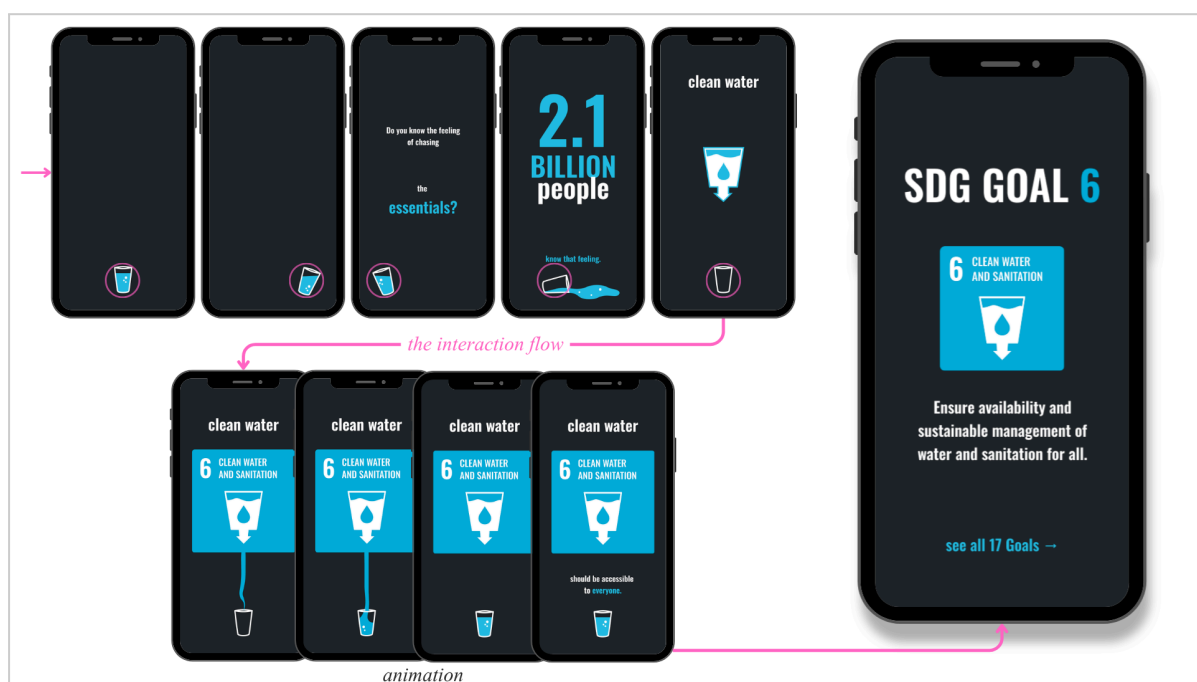 Do you know the feeling
of chasing
the
essentials?
2.1
BILLION
people
know that feeling.
clean water
the interaction flow
clean water
6 CLEAN WATER
AND SANITATION
clean water
6 CLEAN WATER
AND SANITATION
clean water
6 CLEAN WATER
AND SANITATION
clean water
6 CLEAN WATER
AND SANITATION
should be accessible
to everyone.
animation
SDG GOAL 6
6 CLEAN WATER
AND SANITATION
Ensure availability and
sustainable management of
water and sanitation for all.
see all 17 Goals →